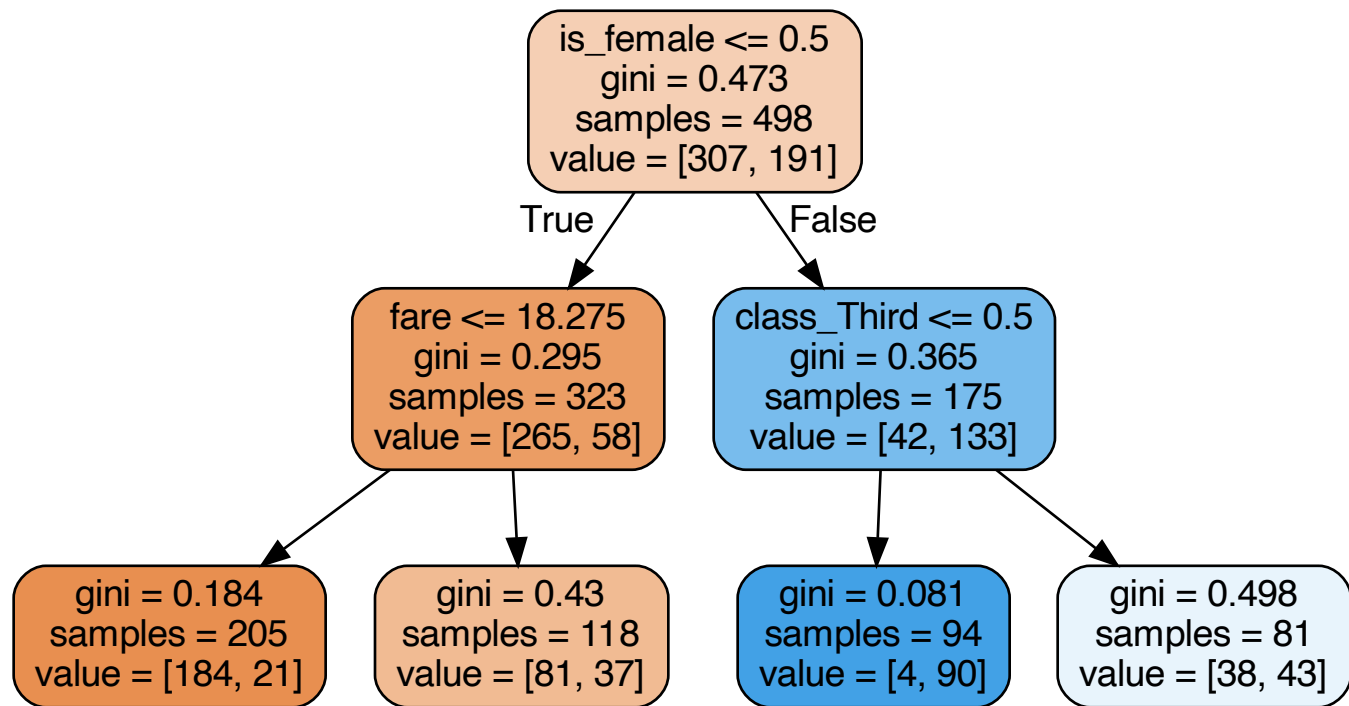 is_female <= 0.5
gini = 0.473
samples = 498
value = [307, 191]
True
False
fare <= 18.275
gini = 0.295
samples = 323
value = [265, 58]
class_Third <= 0.5
gini = 0.365
samples = 175
value = [42, 133]
gini = 0.184
samples = 205
value = [184, 21]
gini = 0.43
samples = 118
value = [81, 37]
gini = 0.081
samples = 94
value = [4, 90]
gini = 0.498
samples = 81
value = [38, 43]